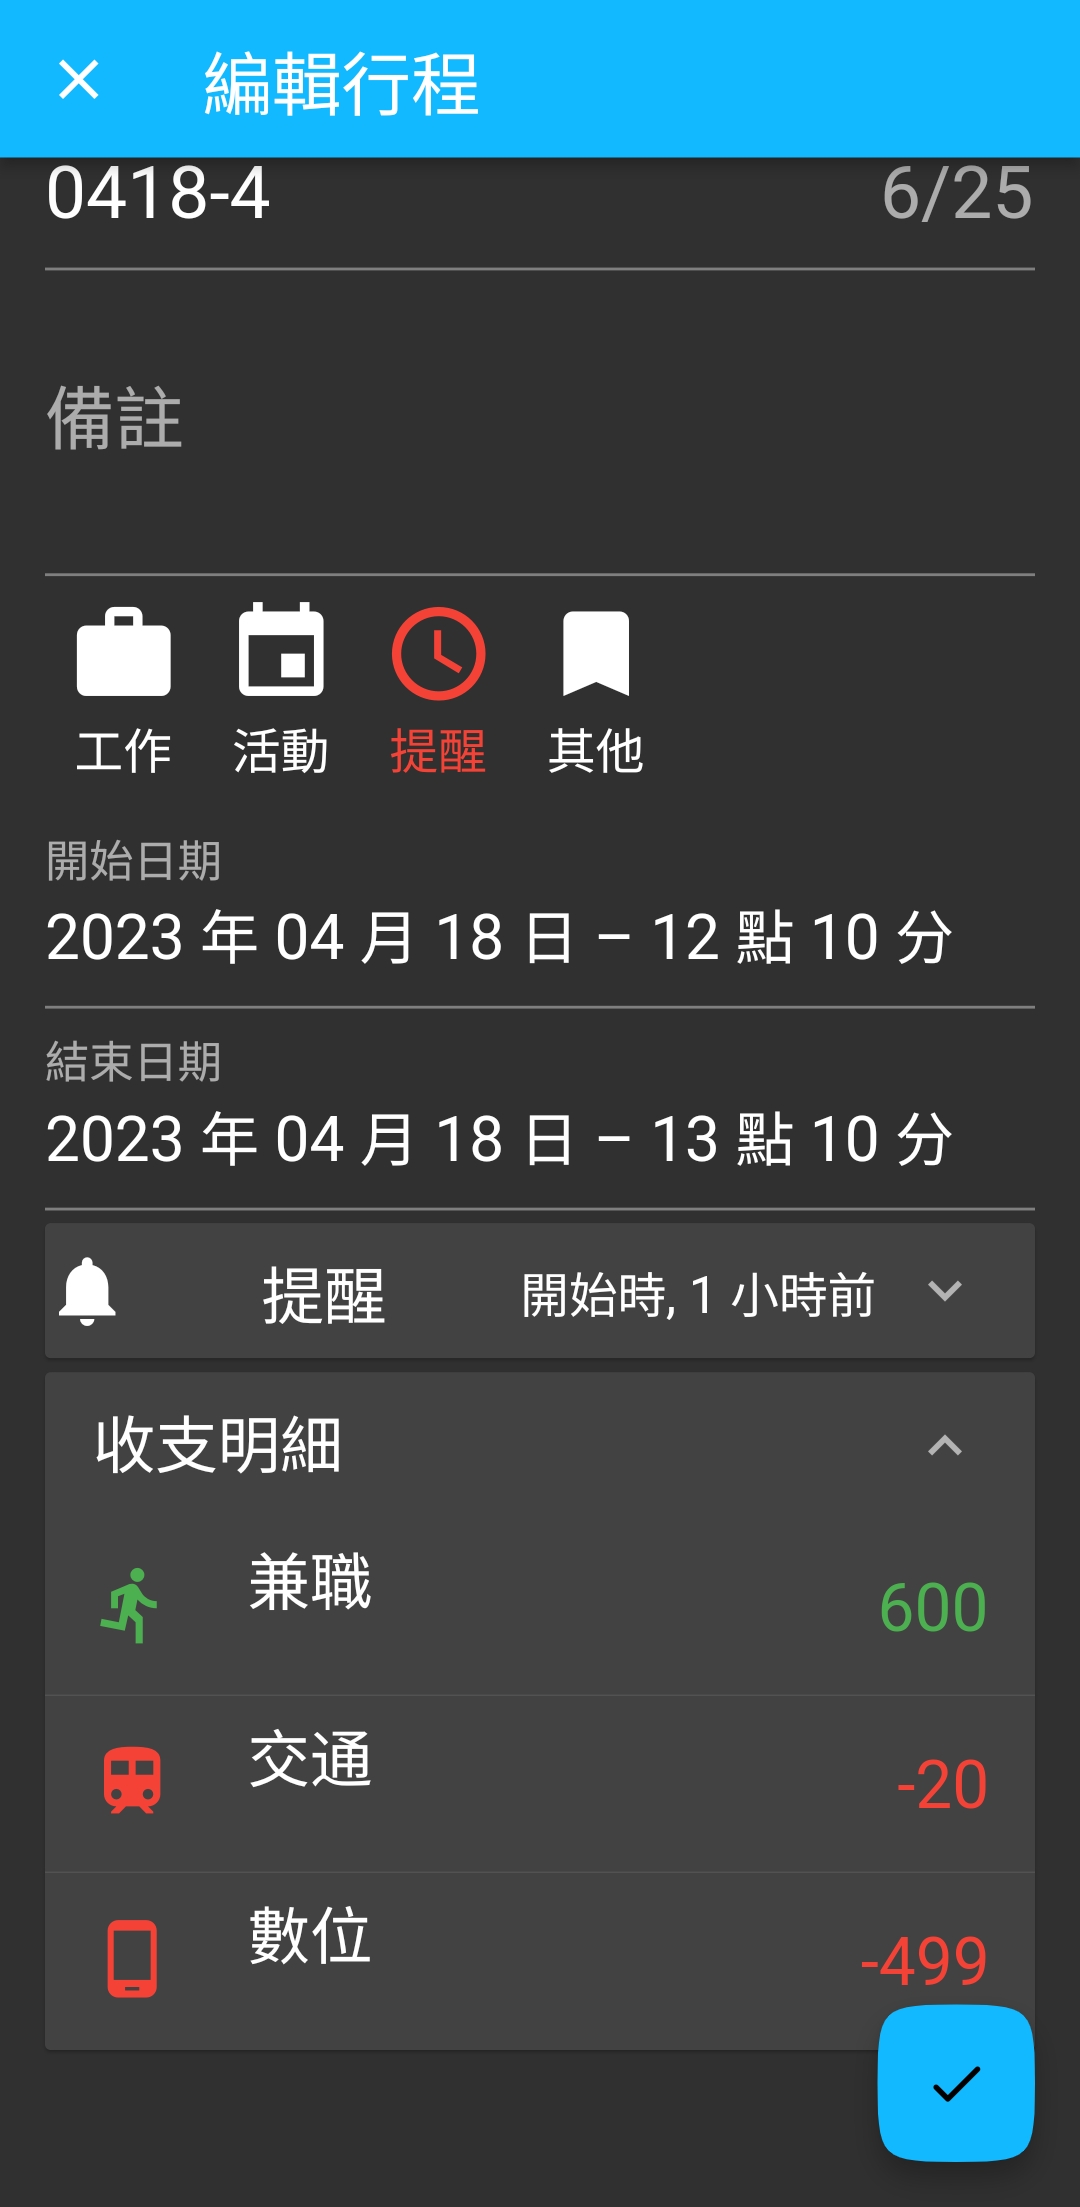 編輯行程
0418-4 6/25
備註
工作 活動 提醒 其他
開始日期
2023 年 04 月 18 日 – 12 點 10 分
結束日期
2023 年 04 月 18 日 – 13 點 10 分
提醒 開始時, 1 小時前
收支明細
兼職 600
交通 -20
數位 -499